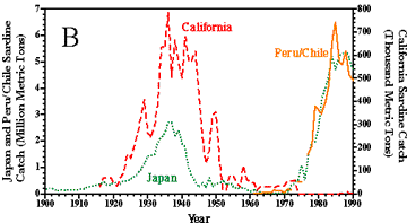 B
California
Peru/Chile
Japan
Japan and Peru/Chile Sardine
Catch (Million Metric Tons)
7
6
5
4
3
2
1
0
California Sardine Catch
(Thousand Metric Tons)
800
700
600
500
400
300
200
100
0
1900 1910 1920 1930 1940 1950 1960 1970 1980 1990
Year